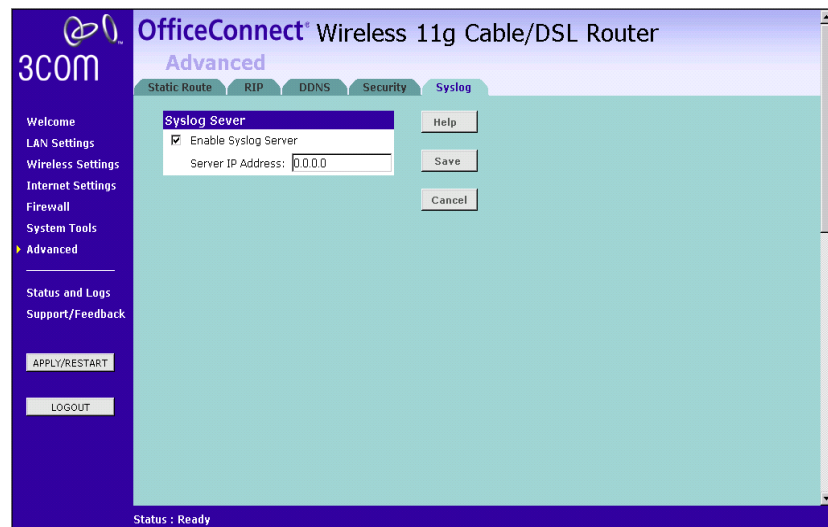 3COM
OfficeConnect® Wireless 11g Cable/DSL Router
Advanced
Static Route
RIP
DDNS
Security
Syslog
Welcome
LAN Settings
Wireless Settings
Internet Settings
Firewall
System Tools
Advanced
Status and Logs
Support/Feedback
APPLY/RESTART
LOGOUT
Syslog Sever
Enable Syslog Server
Server IP Address: 0.0.0.0
Help
Save
Cancel
Status : Ready